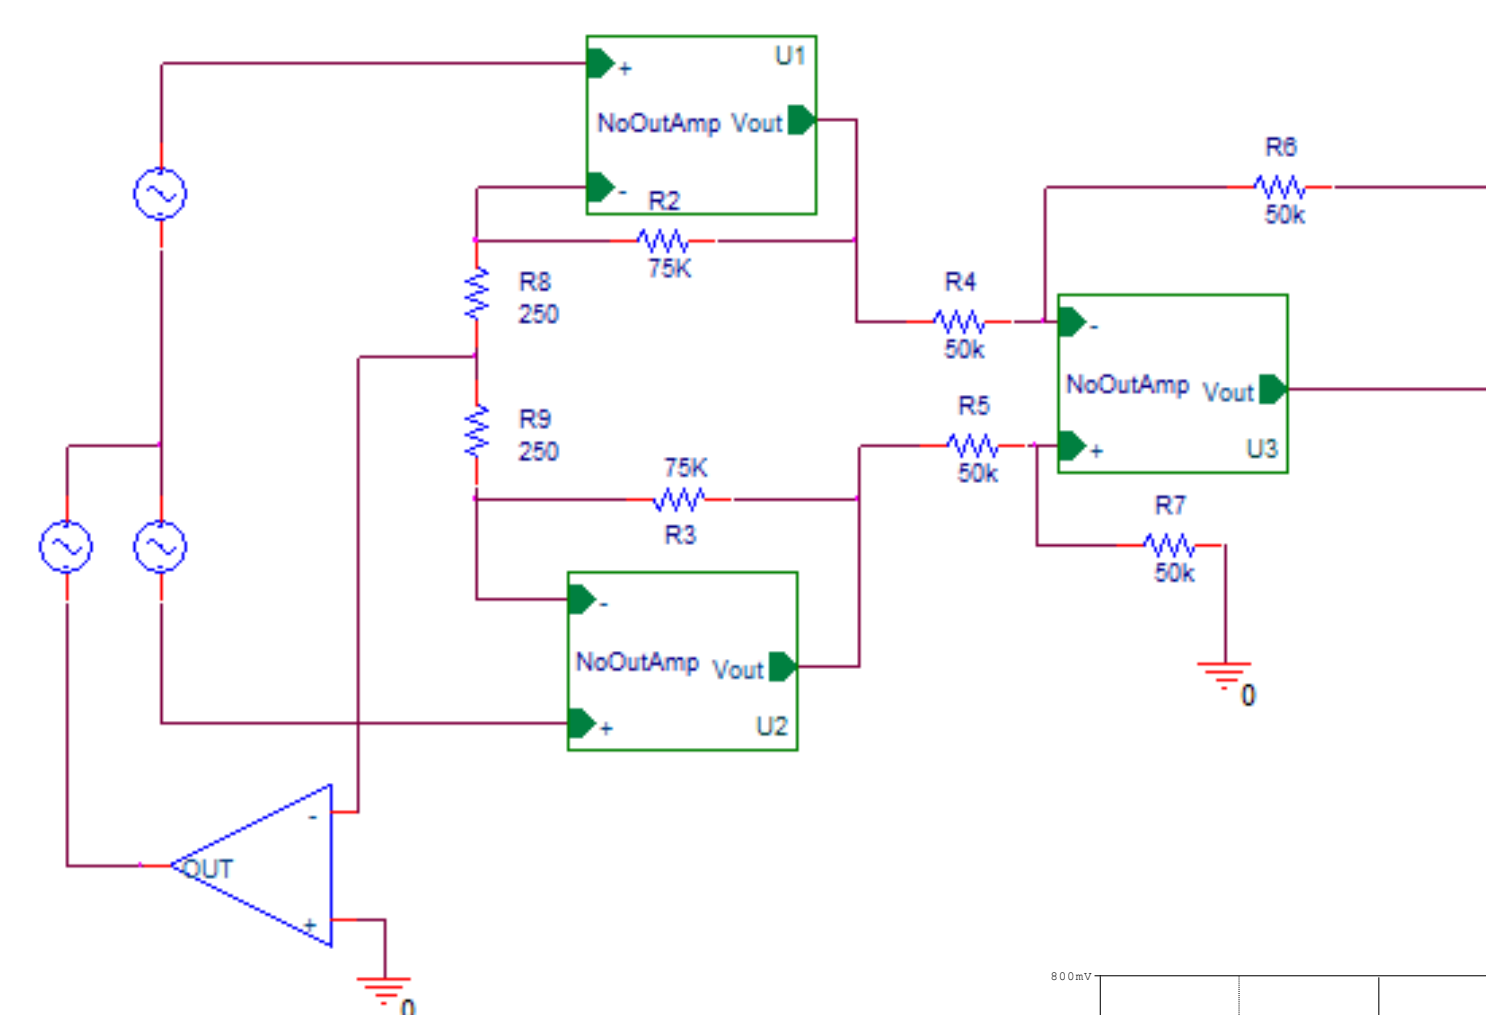 U1
+
NoOutAmp Vout
-
R2
75K
R8
250
R9
250
75K
R3
-
NoOutAmp Vout
+
U2
R4
50k
R5
50k
R6
50k
-
NoOutAmp Vout
+
U3
R7
50k
0
-
OUT
+
0
800mV